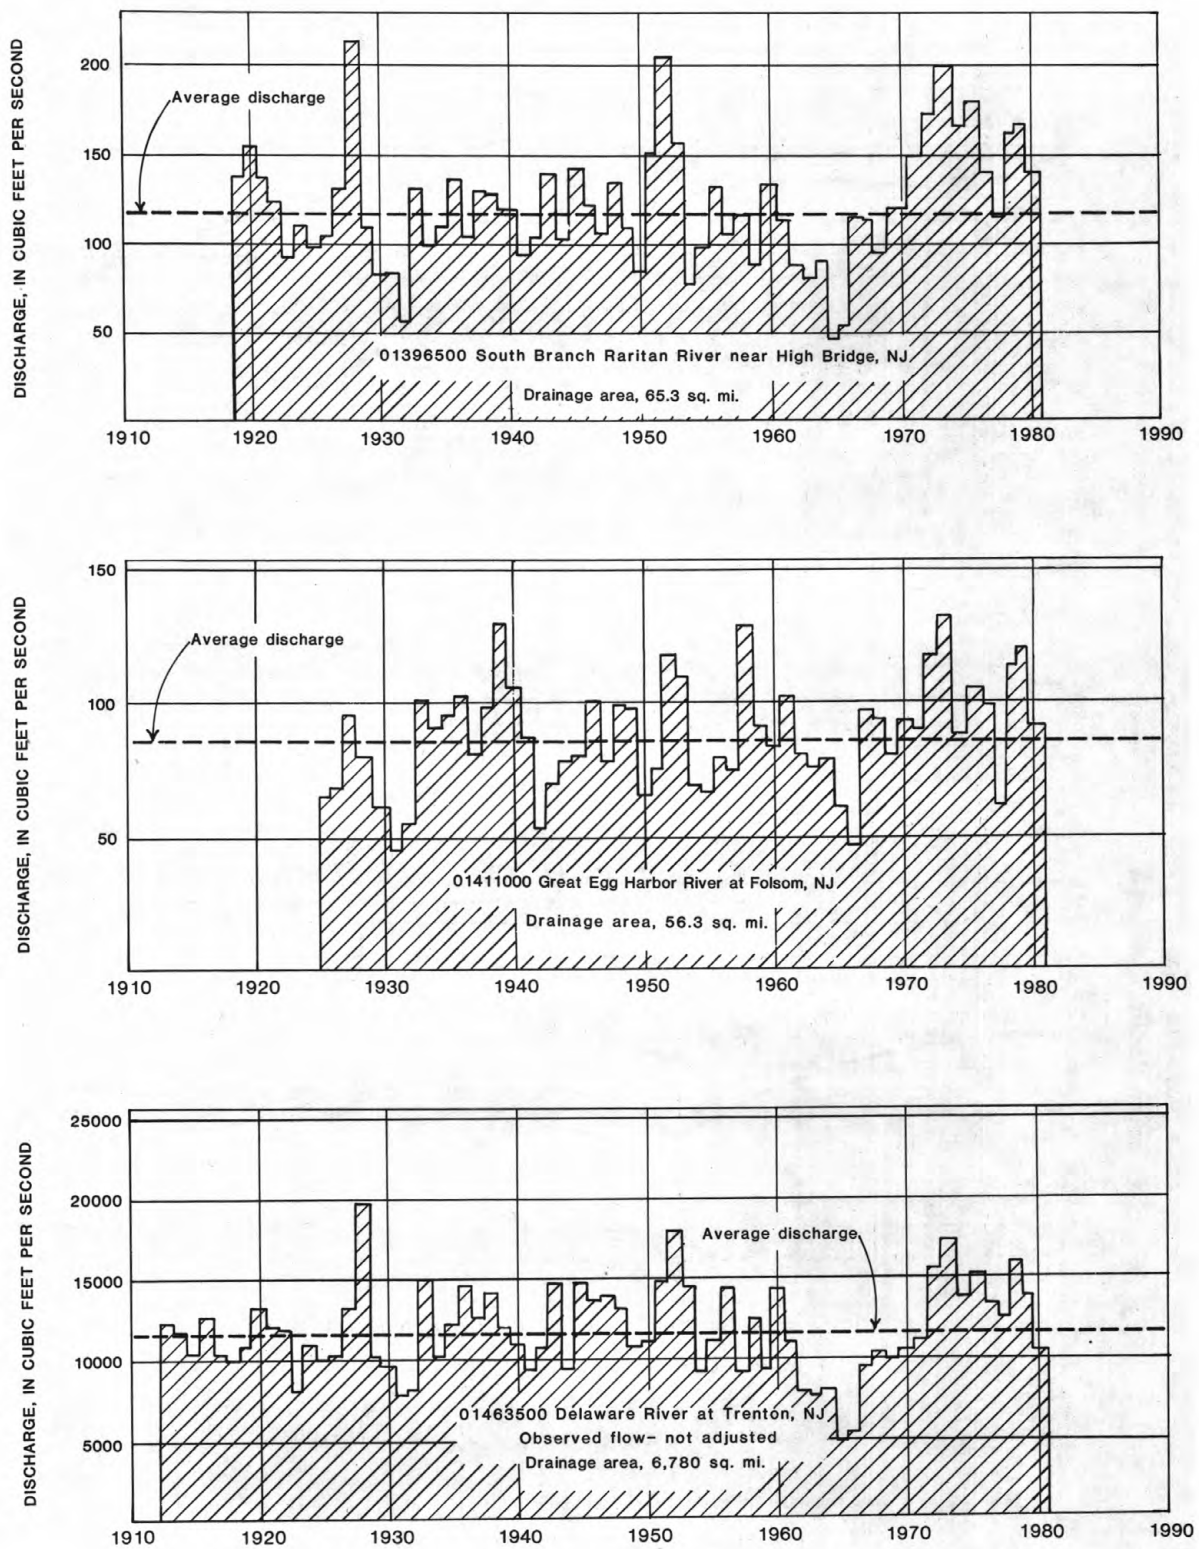 DISCHARGE, IN CUBIC FEET PER SECOND
200
150
100
50
Average discharge
01396500 South Branch Raritan River near High Bridge, NJ.
Drainage area, 65.3 sq. mi.
1910 1920 1930 1940 1950 1960 1970 1980 1990
DISCHARGE, IN CUBIC FEET PER SECOND
150
100
50
Average discharge
01411000 Great Egg Harbor River at Folsom, NJ
Drainage area, 56.3 sq. mi.
1910 1920 1930 1940 1950 1960 1970 1980 1990
DISCHARGE, IN CUBIC FEET PER SECOND
25000
20000
15000
10000
5000
Average discharge
01463500 Delaware River at Trenton, NJ
Observed flow- not adjusted
Drainage area, 6,780 sq. mi.
1910 1920 1930 1940 1950 1960 1970 1980 1990